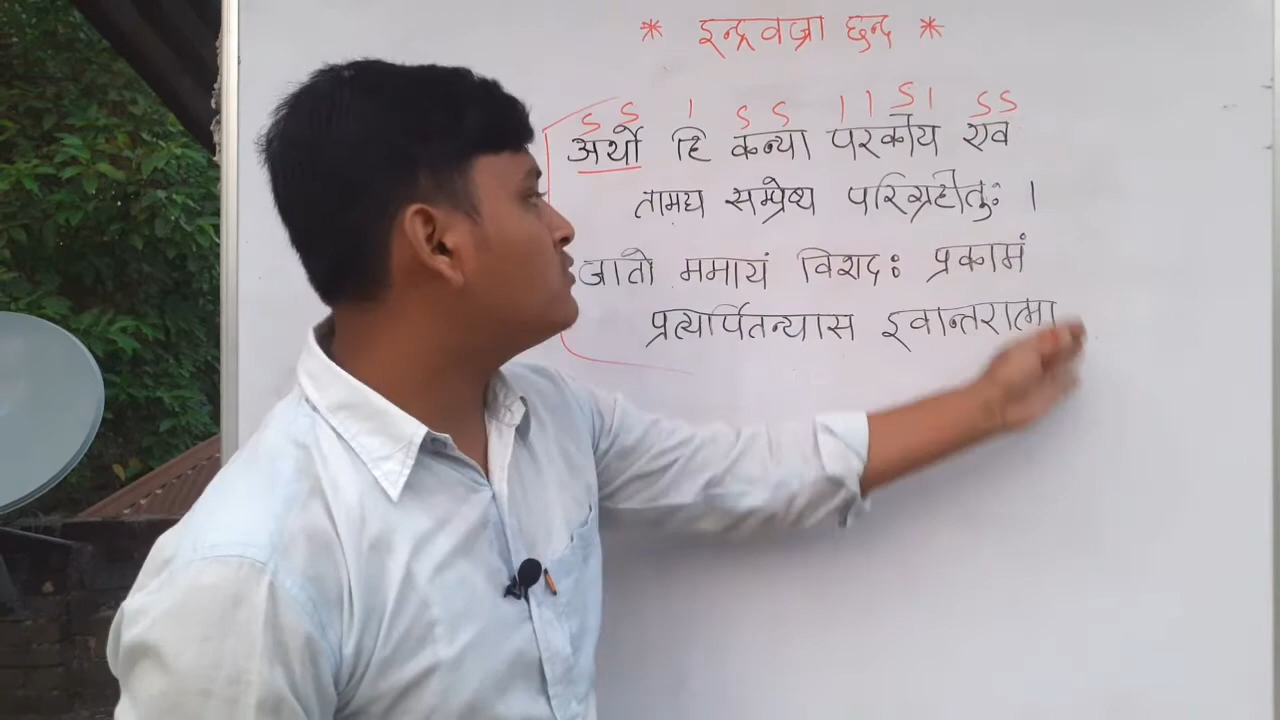 * इन्द्रवज्रा छन्द *
S S । S S । । S । S S
अर्थो हि कन्या परकीय एव
तामद्य सम्प्रेष्य परिग्रहीतुः ।
जातो ममायं विशदः प्रकामं
प्रत्यर्पितन्यास इवान्तरात्मा